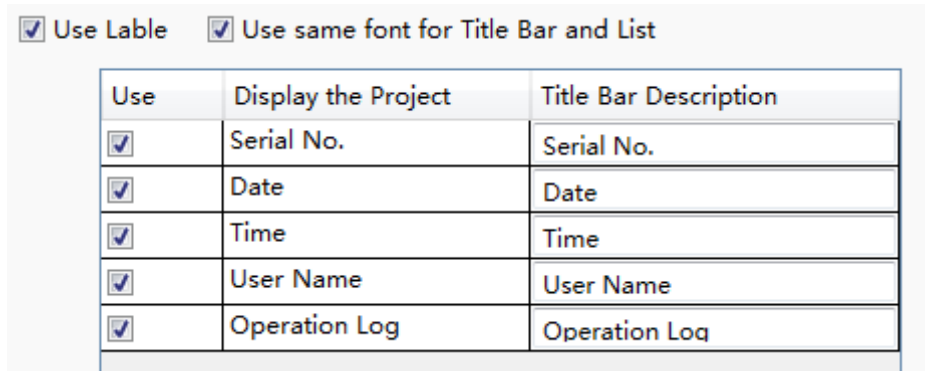 Use Lable Use same font for Title Bar and List
Use Display the Project Title Bar Description
Serial No. Serial No.
Date Date
Time Time
User Name User Name
Operation Log Operation Log